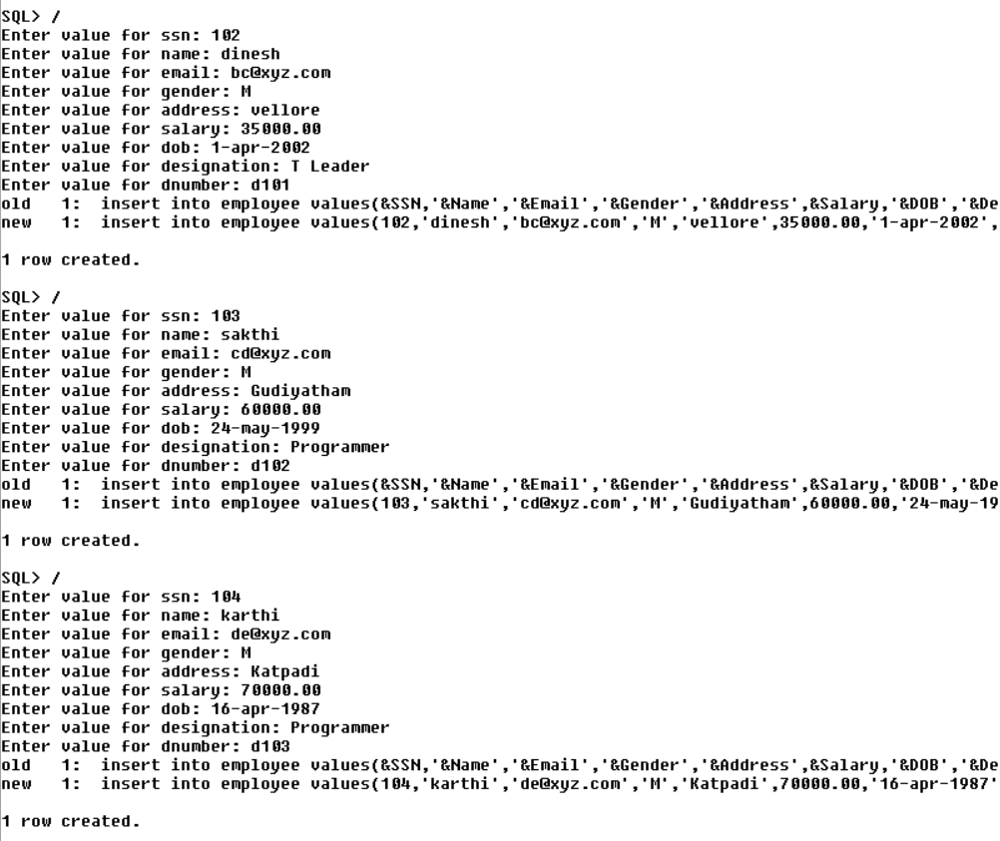 SQL> /
Enter value for ssn: 102
Enter value for name: dinesh
Enter value for email: bc@xyz.com
Enter value for gender: M
Enter value for address: vellore
Enter value for salary: 35000.00
Enter value for dob: 1-apr-2002
Enter value for designation: T Leader
Enter value for dnumber: d101
old   1:  insert into employee values(&SSN,'&Name','&Email','&Gender','&Address',&Salary,'&DOB','&De
new   1:  insert into employee values(102,'dinesh','bc@xyz.com','M','vellore',35000.00,'1-apr-2002',
1 row created.
SQL> /
Enter value for ssn: 103
Enter value for name: sakthi
Enter value for email: cd@xyz.com
Enter value for gender: M
Enter value for address: Gudiyatham
Enter value for salary: 60000.00
Enter value for dob: 24-may-1999
Enter value for designation: Programmer
Enter value for dnumber: d102
old   1:  insert into employee values(&SSN,'&Name','&Email','&Gender','&Address',&Salary,'&DOB','&De
new   1:  insert into employee values(103,'sakthi','cd@xyz.com','M','Gudiyatham',60000.00,'24-may-19
1 row created.
SQL> /
Enter value for ssn: 104
Enter value for name: karthi
Enter value for email: de@xyz.com
Enter value for gender: M
Enter value for address: Katpadi
Enter value for salary: 70000.00
Enter value for dob: 16-apr-1987
Enter value for designation: Programmer
Enter value for dnumber: d103
old   1:  insert into employee values(&SSN,'&Name','&Email','&Gender','&Address',&Salary,'&DOB','&De
new   1:  insert into employee values(104,'karthi','de@xyz.com','M','Katpadi',70000.00,'16-apr-1987'
1 row created.